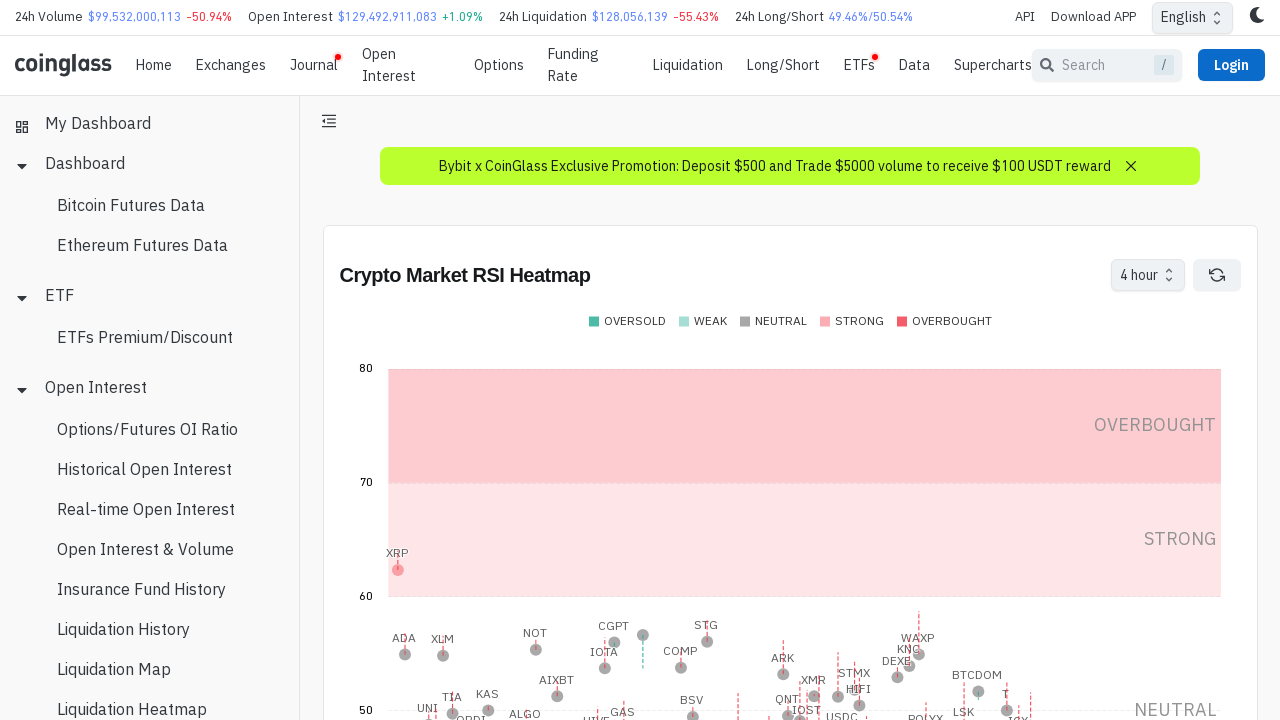 24h Volume $99,532,000,113 -50.94% Open Interest $129,492,911,083 +1.09% 24h Liquidation $128,056,139 -55.43% 24h Long/Short 49.46%/50.54% API Download APP English
coinglass Home Exchanges Journal Open Interest Options Funding Rate Liquidation Long/Short ETFs Data Supercharts Search / Login
My Dashboard
Dashboard
Bitcoin Futures Data
Ethereum Futures Data
ETF
ETFs Premium/Discount
Open Interest
Options/Futures OI Ratio
Historical Open Interest
Real-time Open Interest
Open Interest & Volume
Insurance Fund History
Liquidation History
Liquidation Map
Liquidation Heatmap
Bybit x CoinGlass Exclusive Promotion: Deposit $500 and Trade $5000 volume to receive $100 USDT reward
Crypto Market RSI Heatmap 4 hour
OVERSOLD WEAK NEUTRAL STRONG OVERBOUGHT
80
OVERBOUGHT
70
STRONG
XRP
60
ADA XLM NOT CGPT STG WAXP
IOTA COMP ARK KNC
DEXE
AIXBT XMR STMX BTCDOM
TIA KAS BSV QNT HIFI T
UNI ORDI ALGO HIVE GAS IOST USDC POLYX LSK ICX
50 NEUTRAL